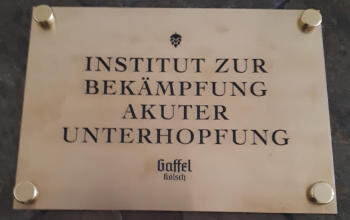 INSTITUT ZUR
BEKÄMPFUNG
AKUTER
UNTERHOPFUNG
Gaffel
Kölsch